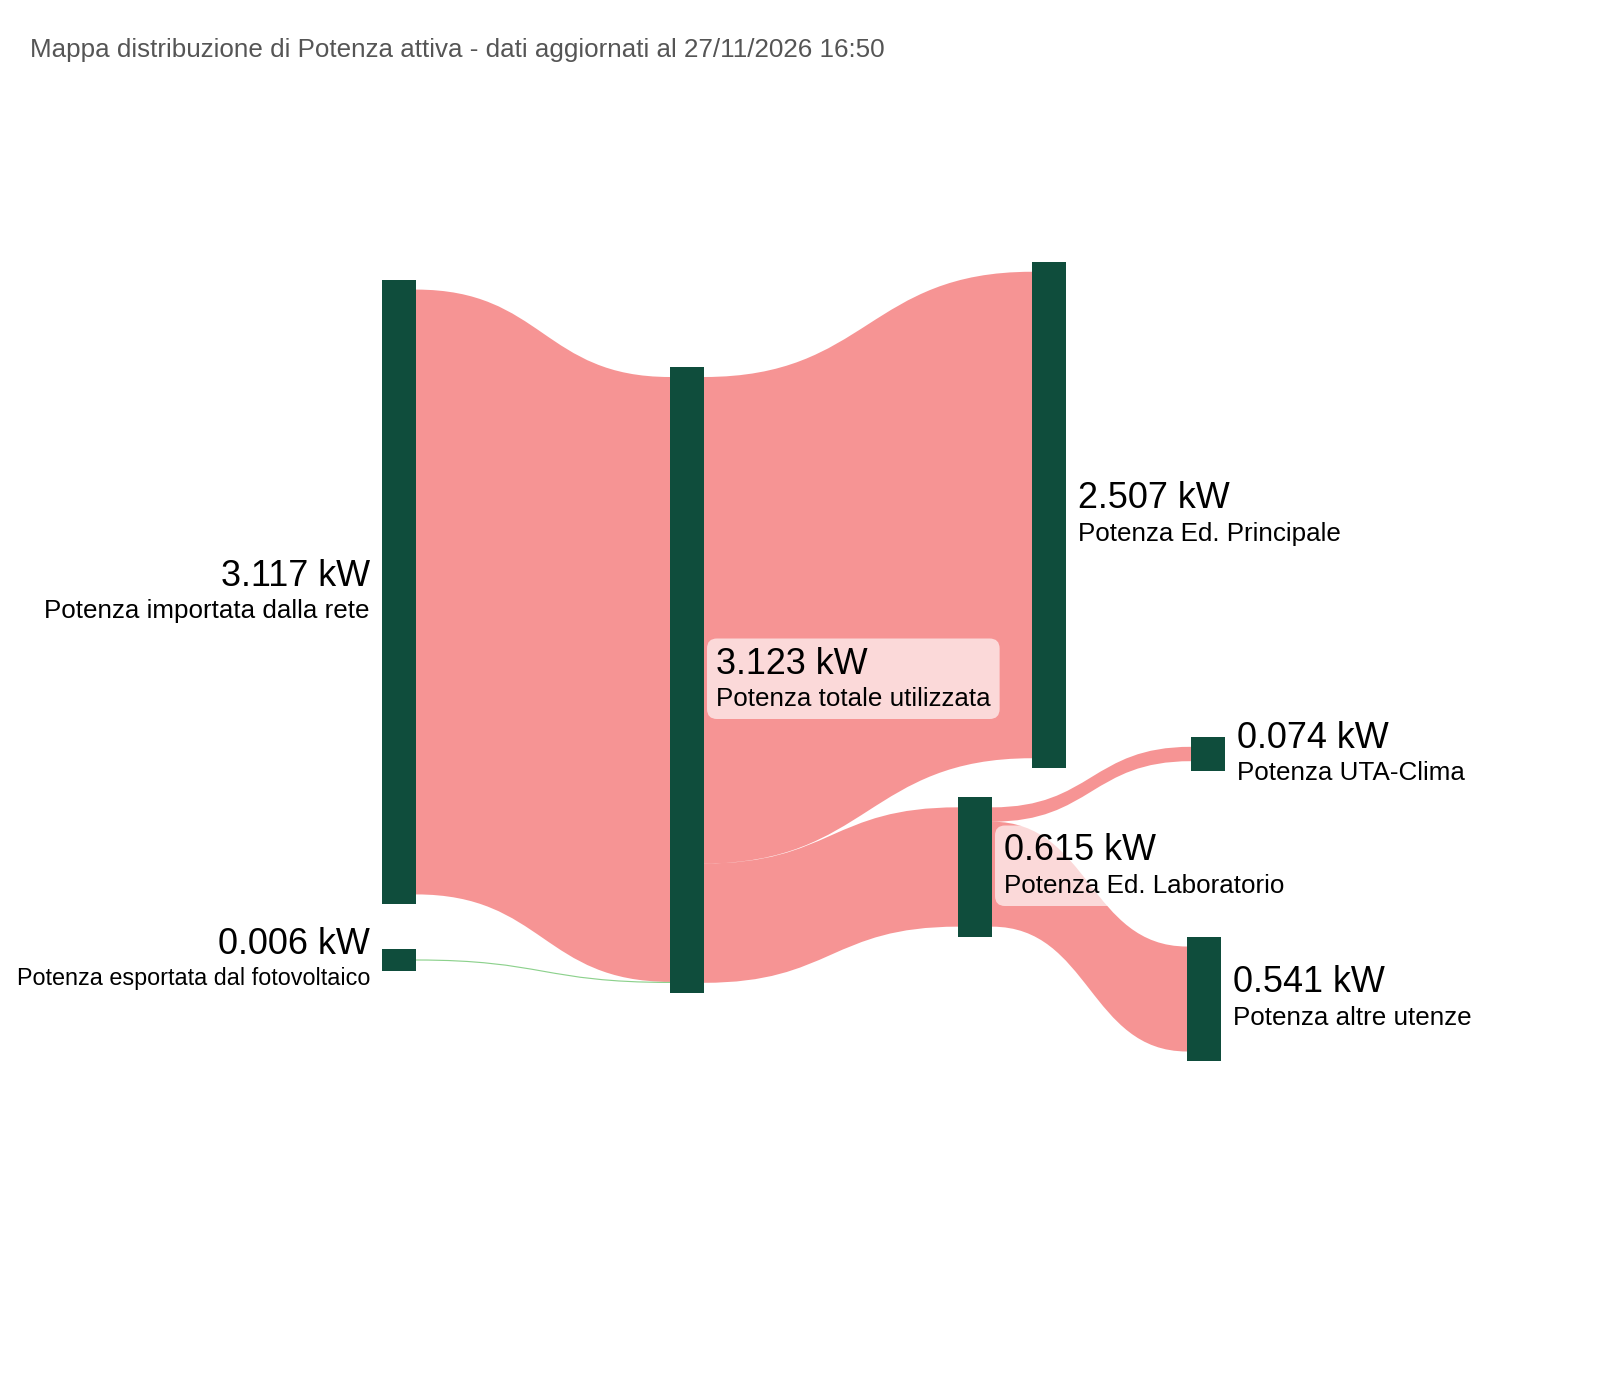 Mappa distribuzione di Potenza attiva - dati aggiornati al 27/11/2026 16:50
2.507 kW
Potenza Ed. Principale
3.117 kW
Potenza importata dalla rete
3.123 kW
Potenza totale utilizzata
0.074 kW
Potenza UTA-Clima
0.615 kW
Potenza Ed. Laboratorio
0.006 kW
Potenza esportata dal fotovoltaico
0.541 kW
Potenza altre utenze